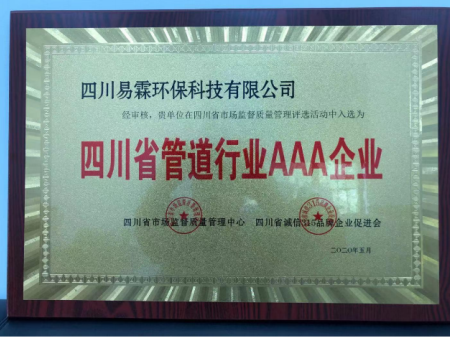 四川易霖环保科技有限公司
经审核，贵单位在四川省市场监督质量管理评选活动中入选为
四川省管道行业AAA企业
四川省市场监督质量管理中心 四川省诚信315品牌企业促进会
二〇二〇年五月